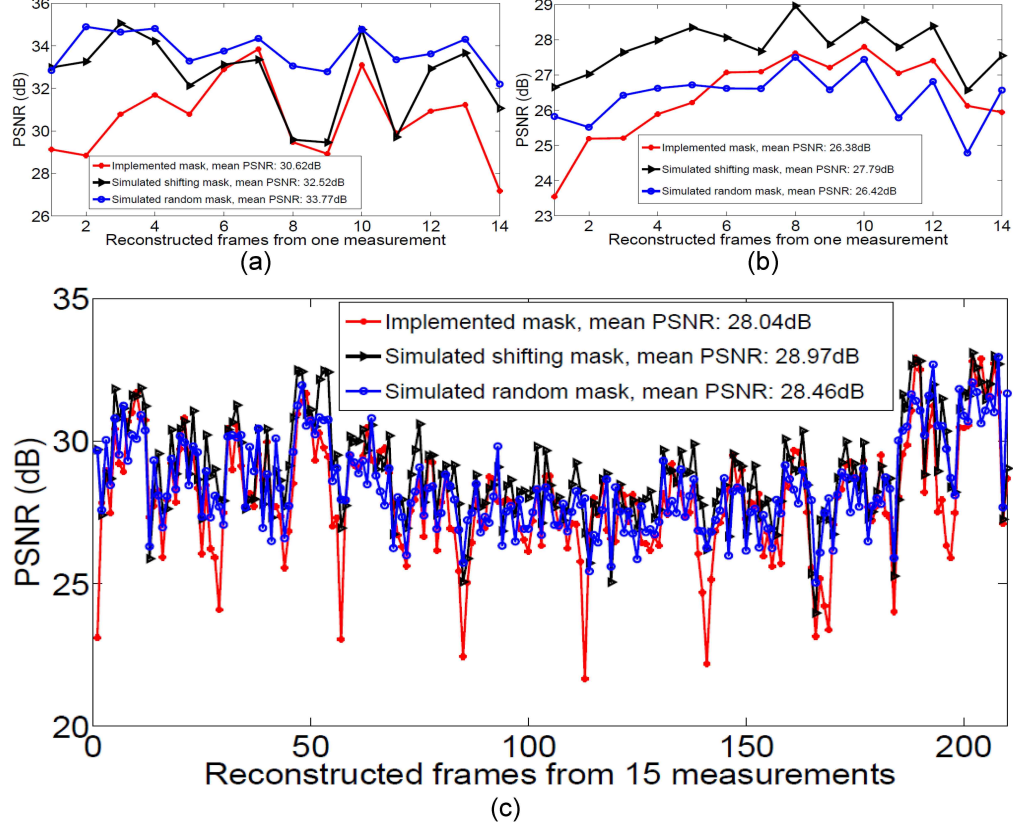 36
34
32
30
28
26
PSNR (dB)
Implemented mask, mean PSNR: 30.62dB
Simulated shifting mask, mean PSNR: 32.52dB
Simulated random mask, mean PSNR: 33.77dB
2 4 6 8 10 12 14
Reconstructed frames from one measurement
(a)
29
28
27
26
25
24
23
PSNR (dB)
Implemented mask, mean PSNR: 26.38dB
Simulated shifting mask, mean PSNR: 27.79dB
Simulated random mask, mean PSNR: 26.42dB
2 4 6 8 10 12 14
Reconstructed frames from one measurement
(b)
35
30
25
20
PSNR (dB)
Implemented mask, mean PSNR: 28.04dB
Simulated shifting mask, mean PSNR: 28.97dB
Simulated random mask, mean PSNR: 28.46dB
0 50 100 150 200
Reconstructed frames from 15 measurements
(c)